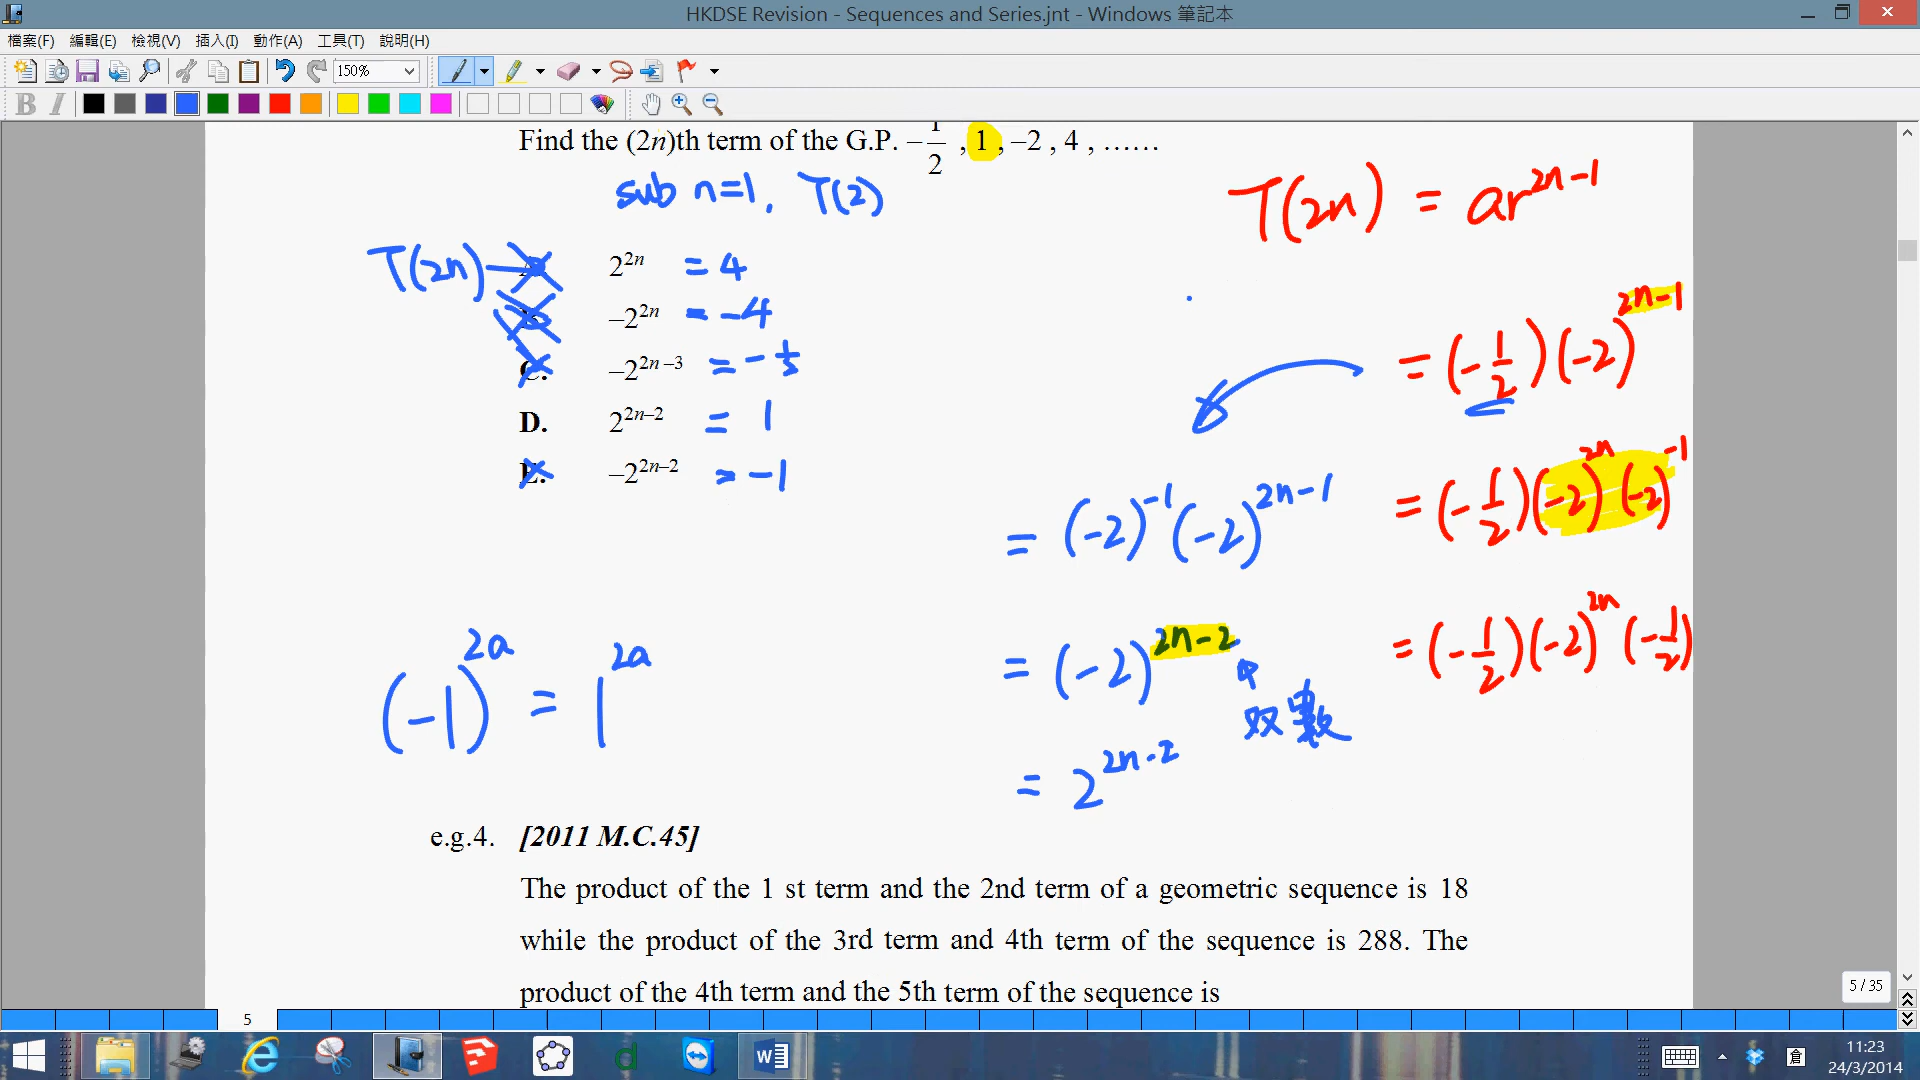 HKDSE Revision - Sequences and Series.jnt - Windows 筆記本
檔案(F) 編輯(E) 檢視(V) 插入(I) 動作(A) 工具(T) 說明(H)
150%
B I
Find the (2n)th term of the G.P. –1/2 , 1 , –2 , 4 , ……
sub n=1, T(2)
T(2n) = ar^{2n-1}
T(2n)
2^{2n} = 4
–2^{2n} = -4
= (-1/2)(-2)^{2n-1}
C. –2^{2n–3}
D. 2^{2n–2} = 1
E. –2^{2n–2} = -1
= (-2)^{-1}(-2)^{2n-1}
= (-1/2)(-2)^{2n}(-2)^{-1}
= (-2)^{2n-2}
= (-1/2)(-2)^{2n}(-1/2)
双數
(-1)^{2a} = 1^{2a}
= 2^{2n-2}
e.g.4. [2011 M.C.45]
The product of the 1 st term and the 2nd term of a geometric sequence is 18
while the product of the 3rd term and 4th term of the sequence is 288. The
product of the 4th term and the 5th term of the sequence is
5 / 35
5
倉
11:23
24/3/2014